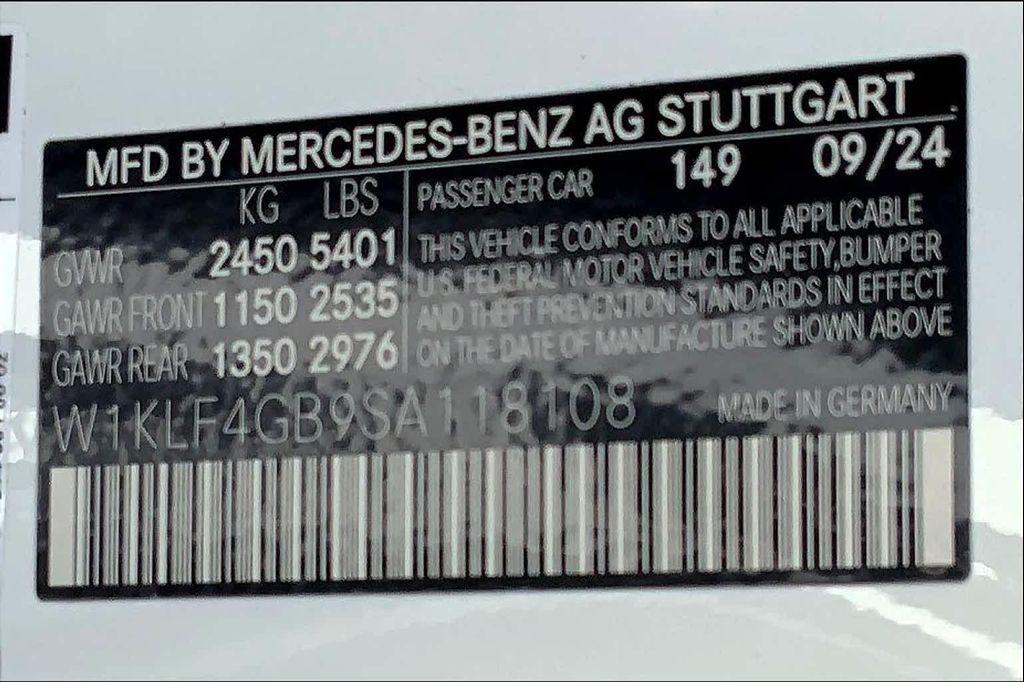 MFD BY MERCEDES-BENZ AG STUTTGART
KG LBS
GVWR 2450 5401
GAWR FRONT 1150 2535
GAWR REAR 1350 2976
PASSENGER CAR 149 09/24
THIS VEHICLE CONFORMS TO ALL APPLICABLE
U.S. FEDERAL MOTOR VEHICLE SAFETY, BUMPER
AND THEFT PREVENTION STANDARDS IN EFFECT
ON THE DATE OF MANUFACTURE SHOWN ABOVE
W1KLF4GB9SA118108
MADE IN GERMANY